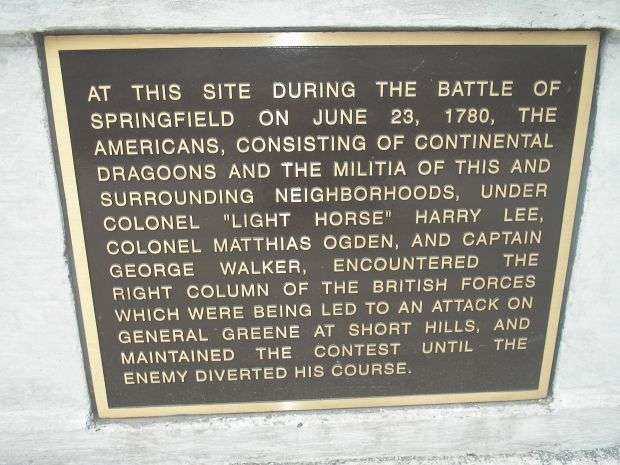 AT THIS SITE DURING THE BATTLE OF
SPRINGFIELD ON JUNE 23, 1780, THE
AMERICANS, CONSISTING OF CONTINENTAL
DRAGOONS AND THE MILITIA OF THIS AND
SURROUNDING NEIGHBORHOODS, UNDER
COLONEL "LIGHT HORSE" HARRY LEE,
COLONEL MATTHIAS OGDEN, AND CAPTAIN
GEORGE WALKER, ENCOUNTERED THE
RIGHT COLUMN OF THE BRITISH FORCES
WHICH WERE BEING LED TO AN ATTACK ON
GENERAL GREENE AT SHORT HILLS, AND
MAINTAINED THE CONTEST UNTIL THE
ENEMY DIVERTED HIS COURSE.